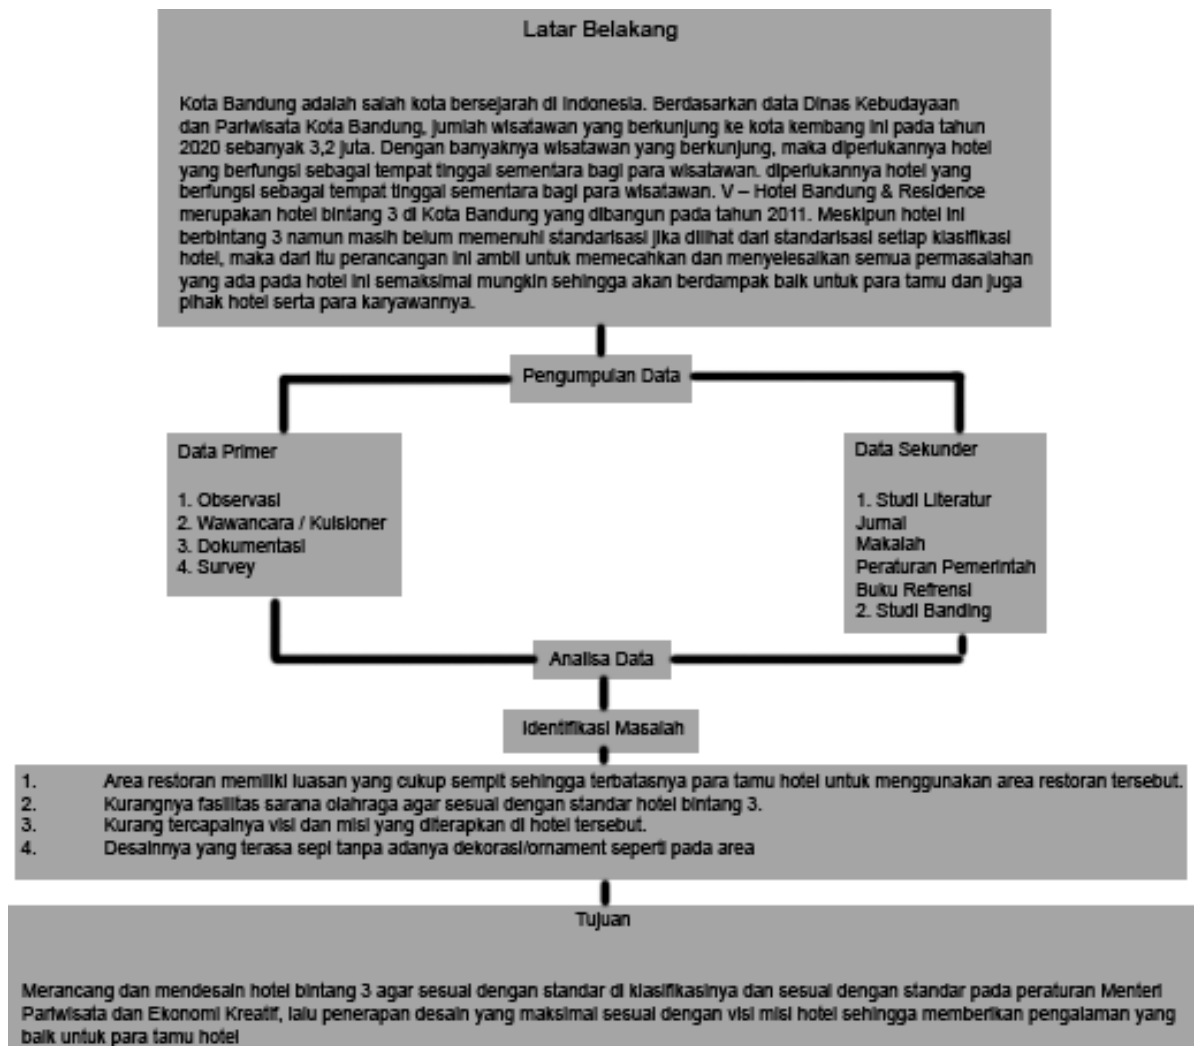 Latar Belakang
Kota Bandung adalah salah kota bersejarah di Indonesia. Berdasarkan data Dinas Kebudayaan
dan Pariwisata Kota Bandung, jumlah wisatawan yang berkunjung ke kota kembang ini pada tahun
2020 sebanyak 3,2 juta. Dengan banyaknya wisatawan yang berkunjung, maka diperlukannya hotel
yang berfungsi sebagai tempat tinggal sementara bagi para wisatawan. diperlukannya hotel yang
berfungsi sebagai tempat tinggal sementara bagi para wisatawan. V – Hotel Bandung & Residence
merupakan hotel bintang 3 di Kota Bandung yang dibangun pada tahun 2011. Meskipun hotel ini
berbintang 3 namun masih belum memenuhi standarisasi jika dilihat dari standarisasi setiap klasifikasi
hotel, maka dari itu perancangan ini ambil untuk memecahkan dan menyelesaikan semua permasalahan
yang ada pada hotel ini semaksimal mungkin sehingga akan berdampak baik untuk para tamu dan juga
pihak hotel serta para karyawannya.
Pengumpulan Data
Data Primer
1. Observasi
2. Wawancara / Kuisioner
3. Dokumentasi
4. Survey
Data Sekunder
1. Studi Literatur
Jurnal
Makalah
Peraturan Pemerintah
Buku Refrensi
2. Studi Banding
Analisa Data
Identifikasi Masalah
1. Area restoran memiliki luasan yang cukup sempit sehingga terbatasnya para tamu hotel untuk menggunakan area restoran tersebut.
2. Kurangnya fasilitas sarana olahraga agar sesuai dengan standar hotel bintang 3.
3. Kurang tercapainya visi dan misi yang diterapkan di hotel tersebut.
4. Desainnya yang terasa sepi tanpa adanya dekorasi/ornament seperti pada area
Tujuan
Merancang dan mendesain hotel bintang 3 agar sesuai dengan standar di klasifikasinya dan sesuai dengan standar pada peraturan Menteri
Pariwisata dan Ekonomi Kreatif, lalu penerapan desain yang maksimal sesuai dengan visi misi hotel sehingga memberikan pengalaman yang
baik untuk para tamu hotel